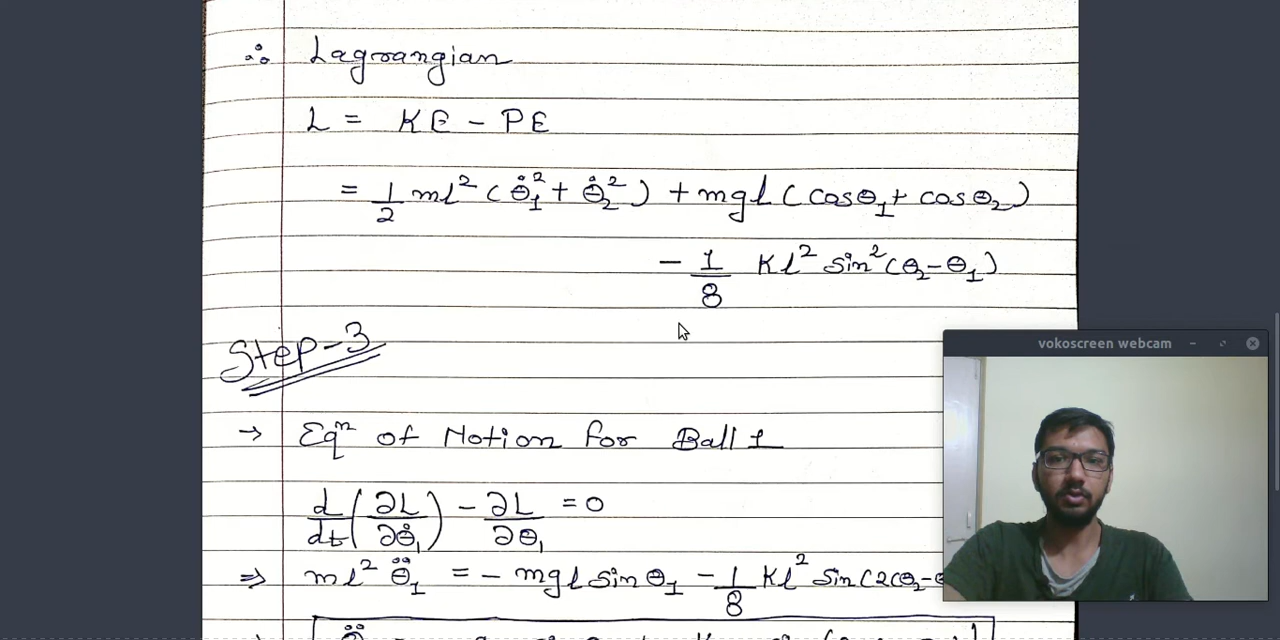 ∴ Lagrangian
L = KE - PE
= 1/2 ml² (θ̇₁² + θ̇₂²) + mgl (cosθ₁ + cosθ₂)
- 1/8 Kl² sin² (θ₂-θ₁)
vokoscreen webcam
Step-3
→ Eqⁿ of Motion for Ball 1
d/dt (∂L/∂θ̇₁) - ∂L/∂θ₁ = 0
⇒ ml² θ̈₁ = - mgl sin θ₁ - 1/8 Kl² sin(2(θ₂-θ